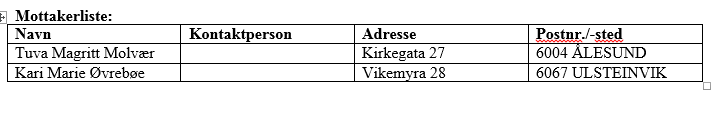 Mottakerliste:
Navn Kontaktperson Adresse Postnr./-sted
Tuva Magritt Molvær Kirkegata 27 6004 ÅLESUND
Kari Marie Øvrebøe Vikemyra 28 6067 ULSTEINVIK